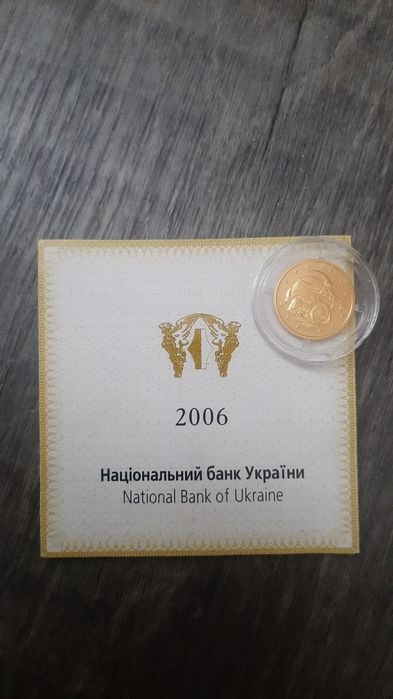 2006
Національний банк України
National Bank of Ukraine